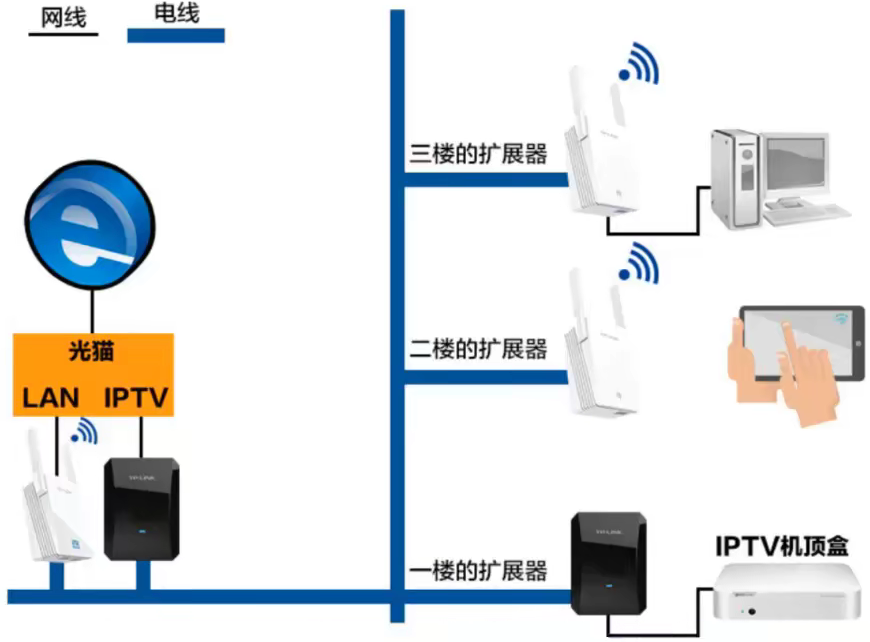 网线
电线
三楼的扩展器
二楼的扩展器
光猫
LAN IPTV
TP-LINK
TP-LINK
IPTV机顶盒
一楼的扩展器